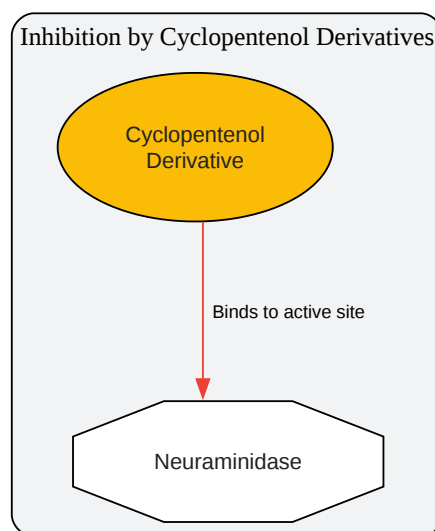 Inhibition by Cyclopentenol Derivatives
Cyclopentenol
Derivative
Binds to active site
Neuraminidase